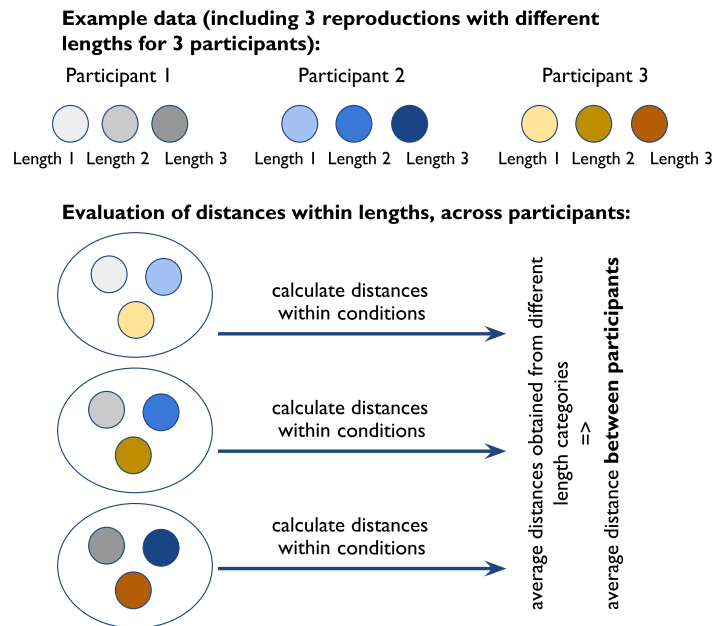 Example data (including 3 reproductions with different
lengths for 3 participants):
Participant 1
Participant 2
Participant 3
Length 1 Length 2 Length 3
Length 1 Length 2 Length 3
Length 1 Length 2 Length 3
Evaluation of distances within lengths, across participants:
calculate distances
within conditions
calculate distances
within conditions
calculate distances
within conditions
average distances obtained from different
length categories
=>
average distance between participants